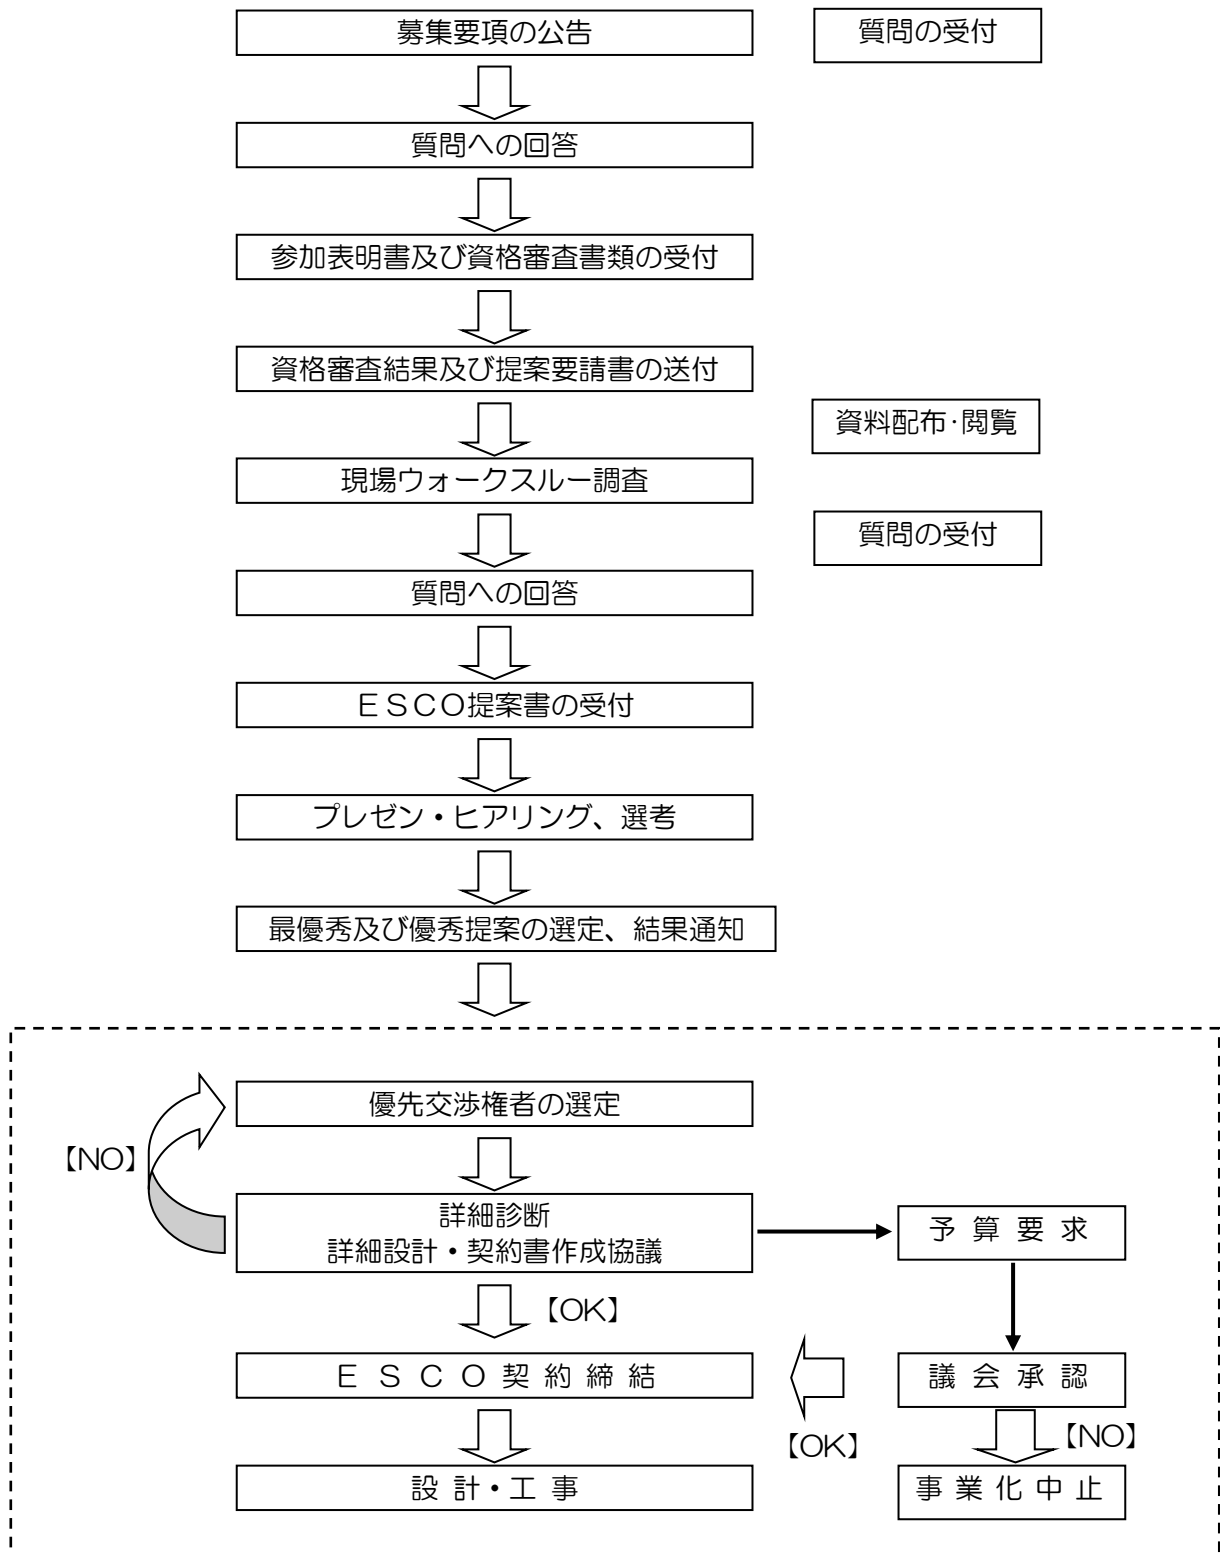 募集要項の公告
質問の受付
質問への回答
参加表明書及び資格審査書類の受付
資格審査結果及び提案要請書の送付
資料配布・閲覧
現場ウォークスルー調査
質問の受付
質問への回答
ＥＳＣＯ提案書の受付
プレゼン・ヒアリング、選考
最優秀及び優秀提案の選定、結果通知
優先交渉権者の選定
【NO】
詳細診断
詳細設計・契約書作成協議
予 算 要 求
【OK】
Ｅ Ｓ Ｃ Ｏ 契 約 締 結
議 会 承 認
【OK】
【NO】
設 計・工 事
事 業 化 中 止